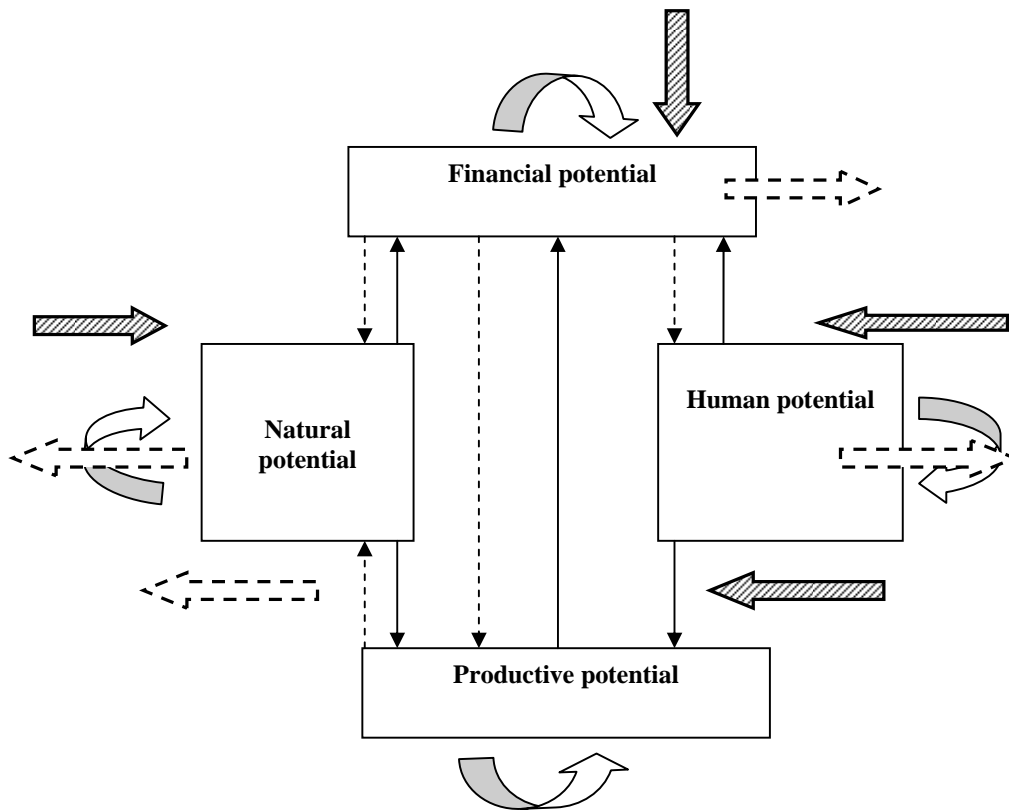 Financial potential
Natural
potential
Human potential
Productive potential